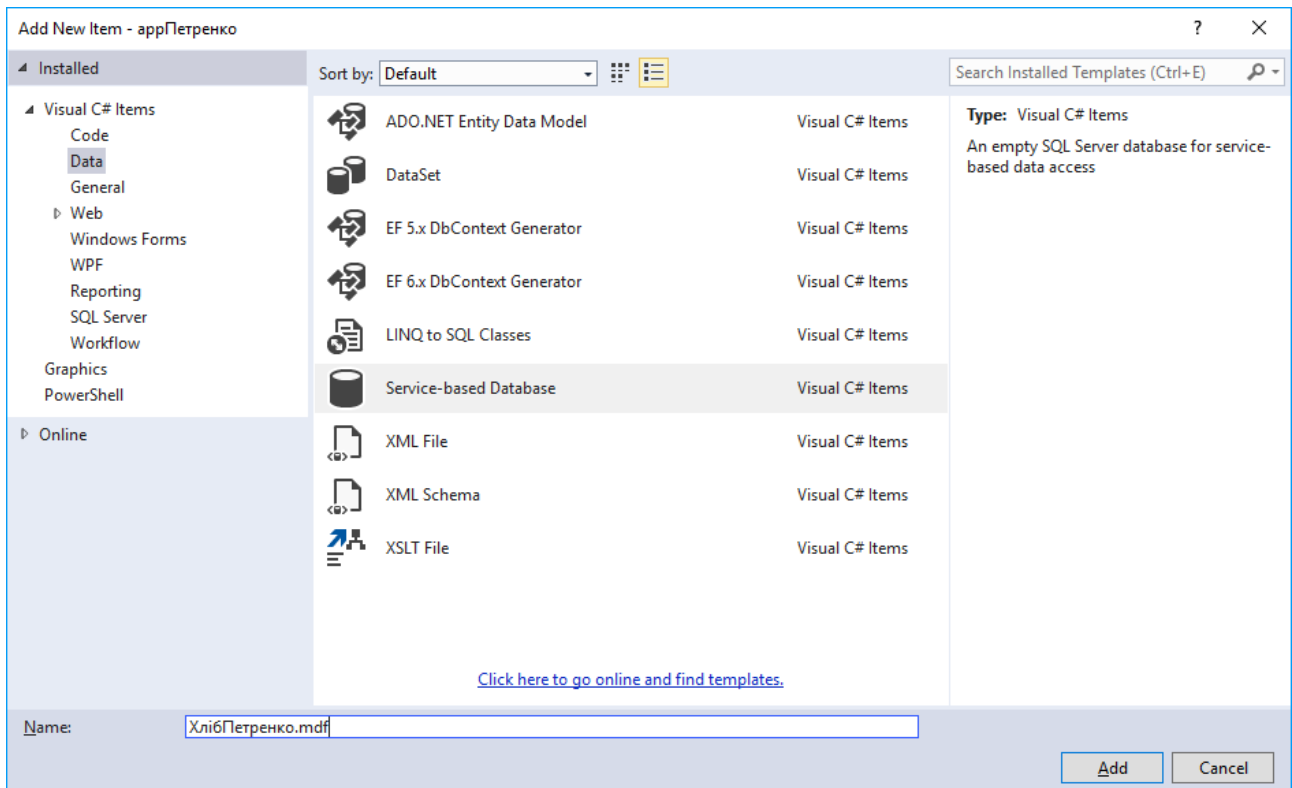 Add New Item - appПетренко
?
Installed
Visual C# Items
Code
Data
General
Web
Windows Forms
WPF
Reporting
SQL Server
Workflow
Graphics
PowerShell
Online
Sort by: Default
Search Installed Templates (Ctrl+E)
ADO.NET Entity Data Model Visual C# Items
DataSet Visual C# Items
EF 5.x DbContext Generator Visual C# Items
EF 6.x DbContext Generator Visual C# Items
LINQ to SQL Classes Visual C# Items
Service-based Database Visual C# Items
XML File Visual C# Items
XML Schema Visual C# Items
XSLT File Visual C# Items
Click here to go online and find templates.
Type: Visual C# Items
An empty SQL Server database for service-
based data access
Name: ХлібПетренко.mdf
Add Cancel